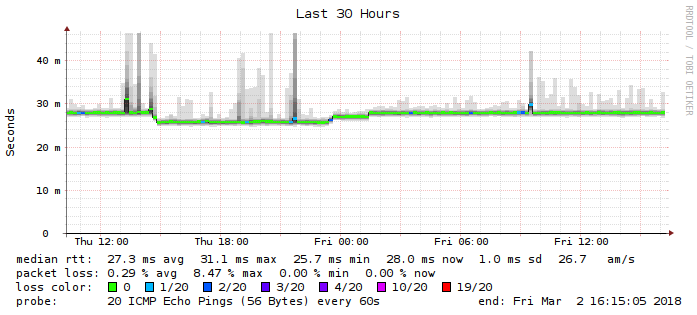 Last 30 Hours
RRDTOOL / TOBI OETIKER
Seconds
40 m
30 m
20 m
10 m
0
Thu 12:00 Thu 18:00 Fri 00:00 Fri 06:00 Fri 12:00
median rtt: 27.3 ms avg 31.1 ms max 25.7 ms min 28.0 ms now 1.0 ms sd 26.7 am/s
packet loss: 0.29 % avg 8.47 % max 0.00 % min 0.00 % now
loss color: 0 1/20 2/20 3/20 4/20 10/20 19/20
probe: 20 ICMP Echo Pings (56 Bytes) every 60s end: Fri Mar 2 16:15:05 2018